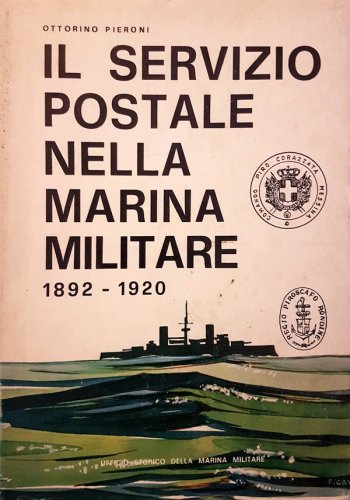 OTTORINO PIERONI
IL SERVIZIO
POSTALE
NELLA
MARINA
MILITARE
1892 - 1920
COMANDO PIRO CORAZZATA MESSINA
REGIO PIROSCAFO RONDINE
UFFICIO STORICO DELLA MARINA MILITARE